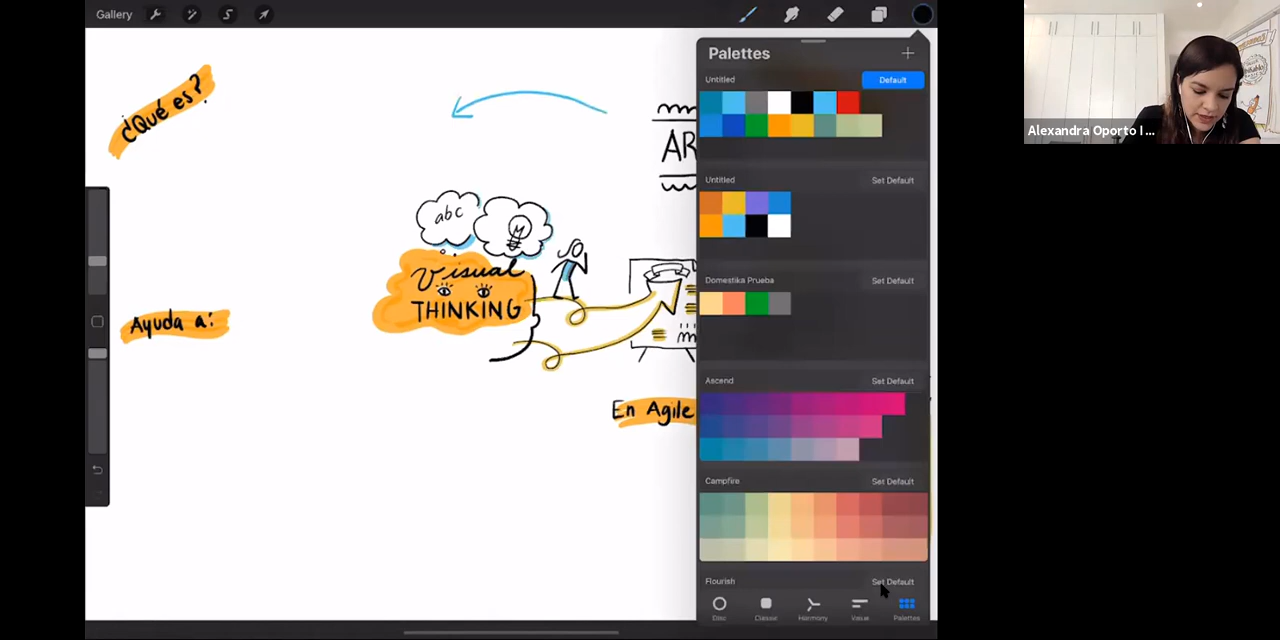 Gallery
¿Qué es?
abc
visual
THINKING
Ayuda a:
AR
En Agile
Palettes
Untitled
Default
Untitled
Set Default
Domestika Prueba
Set Default
Ascend
Set Default
Campfire
Set Default
Flourish
Set Default
Disc
Classic
Harmony
Value
Palettes
Alexandra Oporto I...